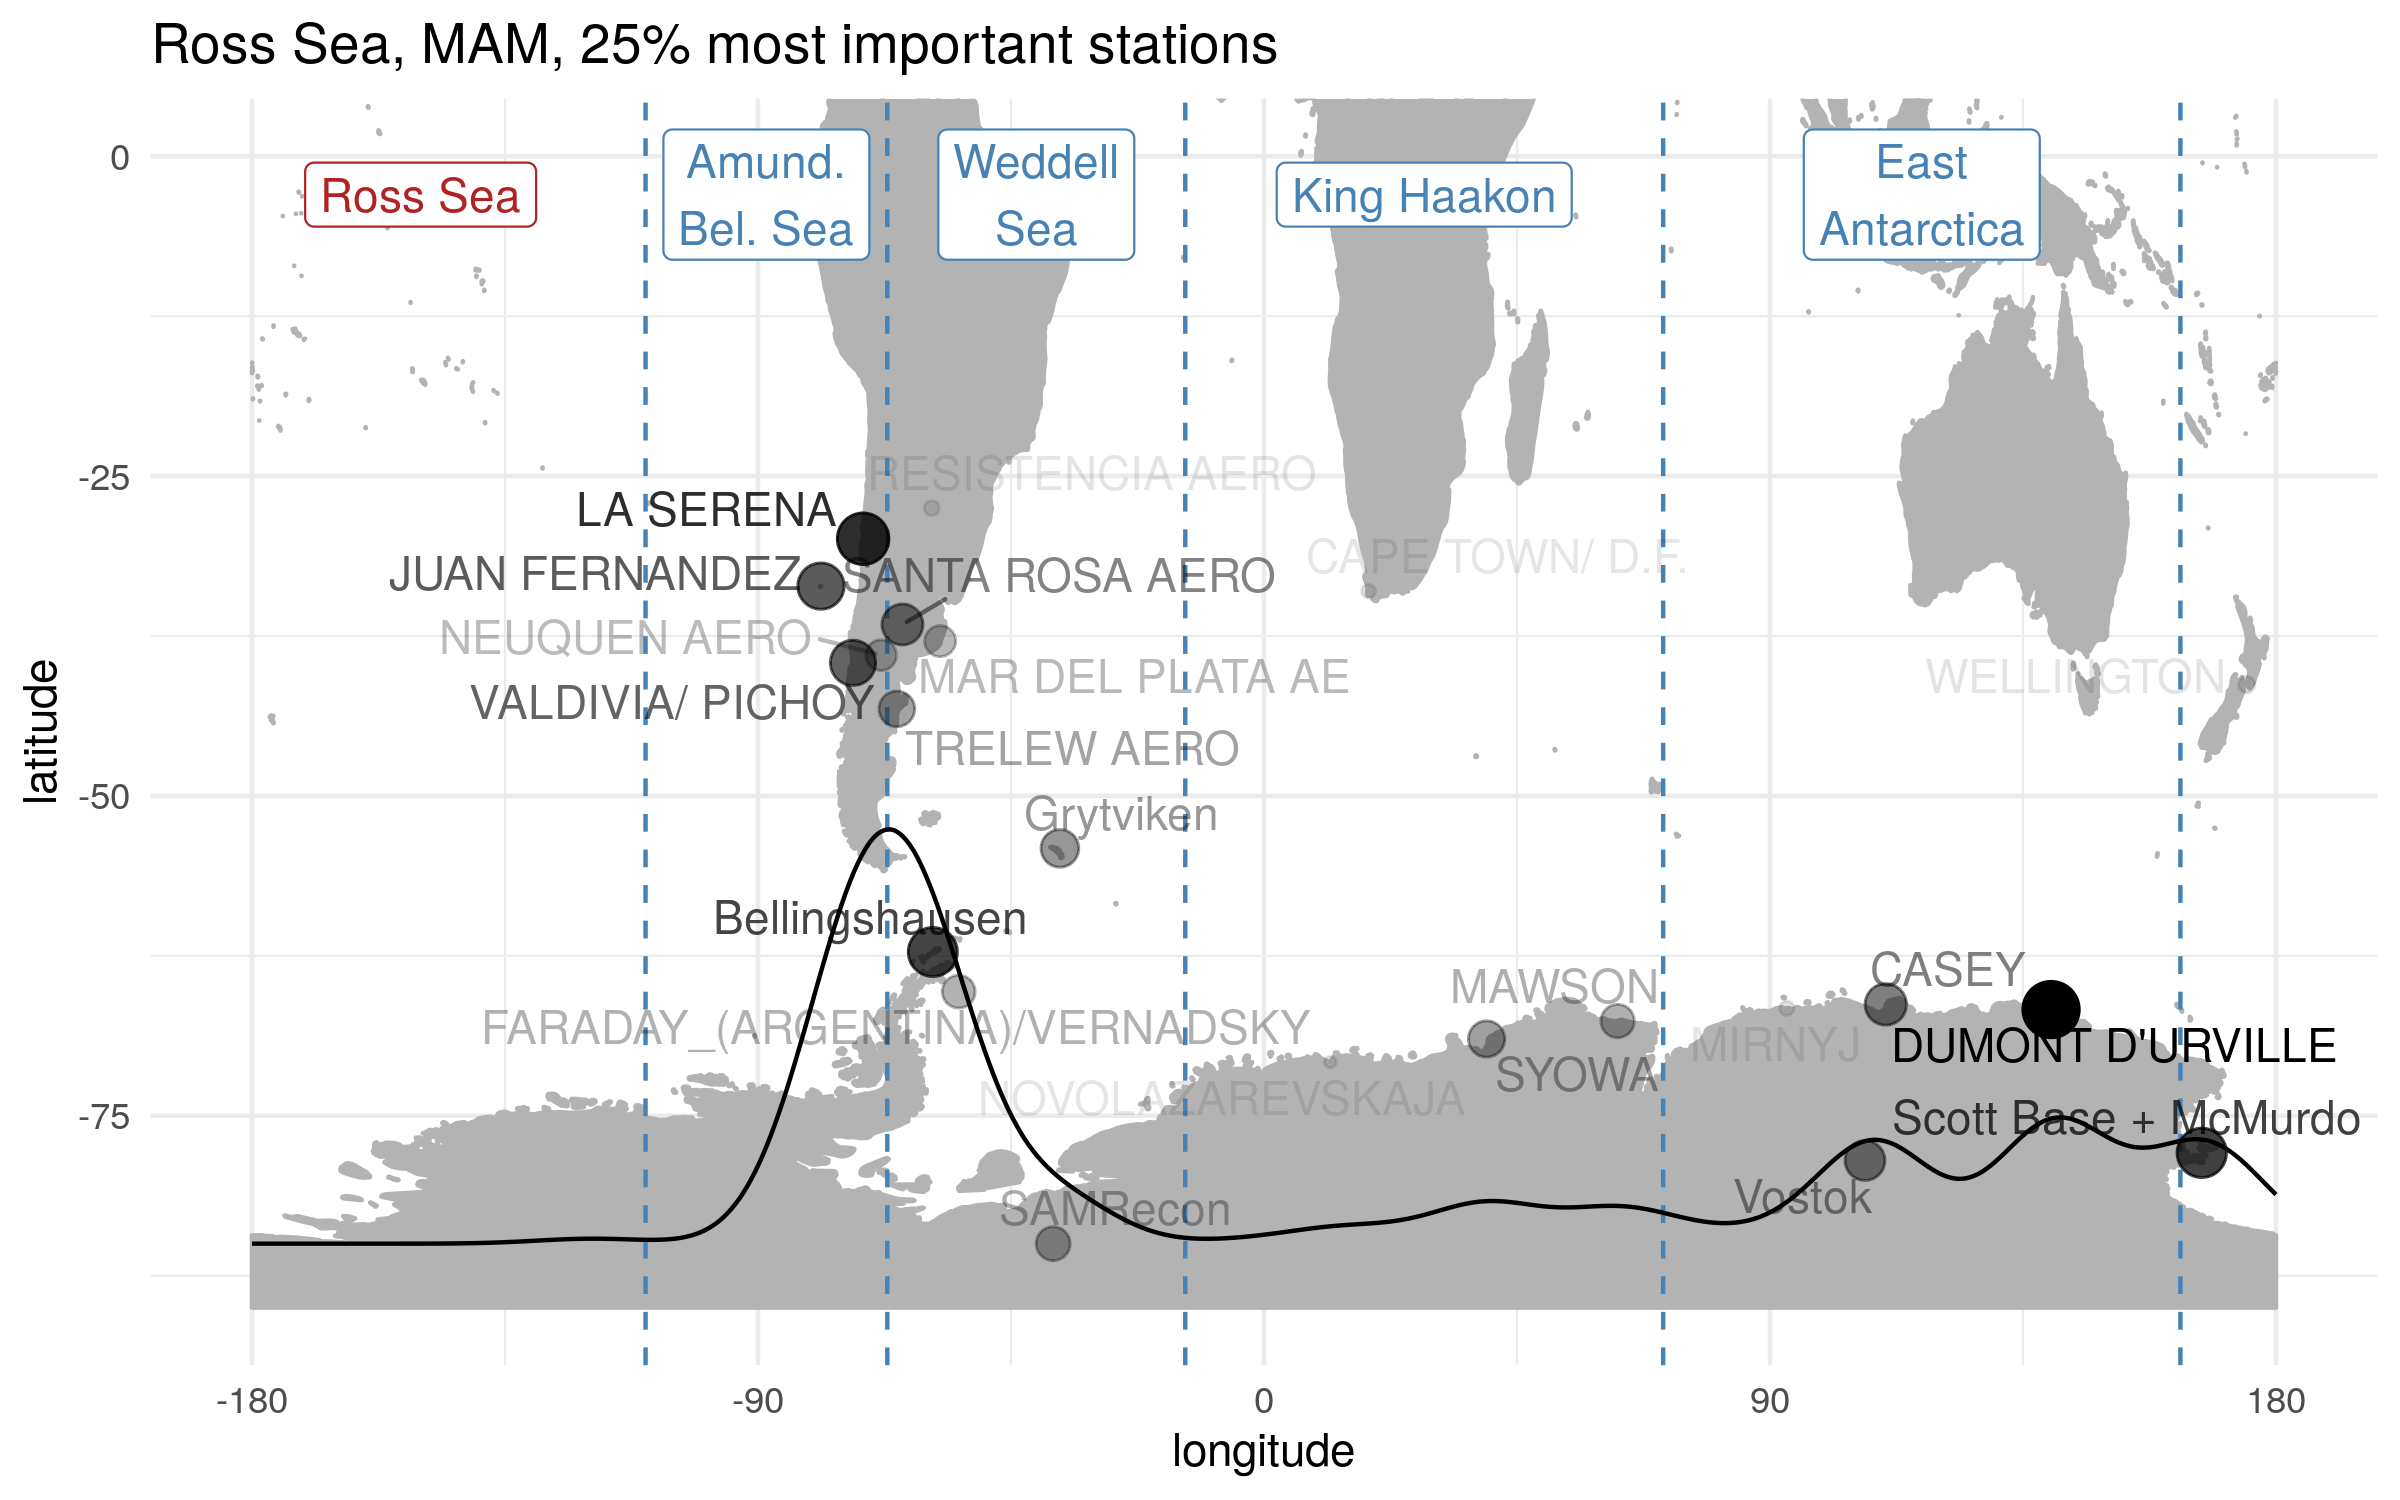 Ross Sea, MAM, 25% most important stations
0
-25
-50
-75
latitude
Ross Sea
Amund.
Bel. Sea
Weddell
Sea
King Haakon
East
Antarctica
RESISTENCIA AERO
LA SERENA
CAPE TOWN/ D.F.
JUAN FERNANDEZ
SANTA ROSA AERO
NEUQUEN AERO
MAR DEL PLATA AE
WELLINGTON
VALDIVIA/ PICHOY
TRELEW AERO
Grytviken
Bellingshausen
CASEY
MAWSON
FARADAY_(ARGENTINA)/VERNADSKY
MIRNYJ
DUMONT D'URVILLE
SYOWA
NOVOLAZAREVSKAJA
Scott Base + McMurdo
Vostok
SAMRecon
-180
-90
0
90
180
longitude